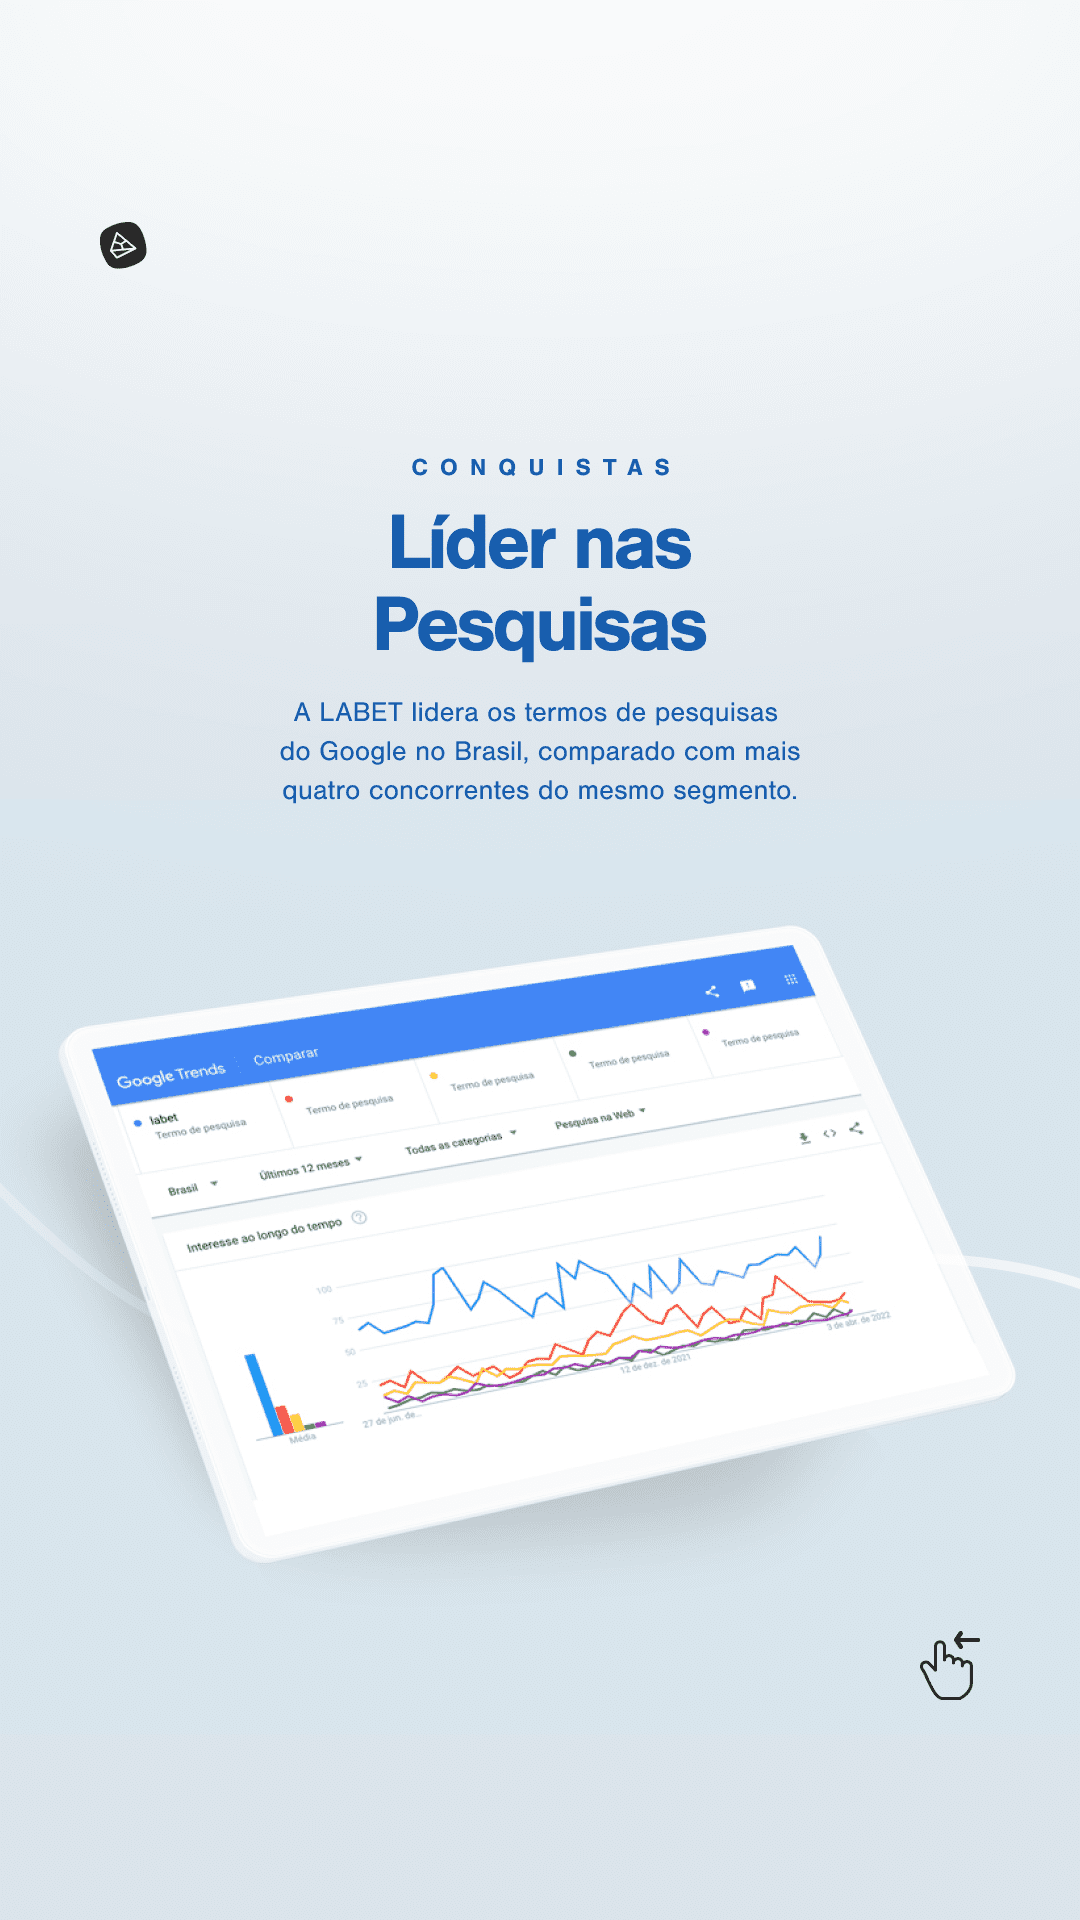 CONQUISTAS
Líder nas
Pesquisas
A LABET lidera os termos de pesquisas
do Google no Brasil, comparado com mais
quatro concorrentes do mesmo segmento.
Google Trends Comparar
labet
Termo de pesquisa
Termo de pesquisa
Termo de pesquisa
Termo de pesquisa
Termo de pesquisa
Brasil Últimos 12 meses Todas as categorias Pesquisa na Web
Interesse ao longo do tempo
100
75
50
25
Média
27 de jun. de...
12 de dez. de 2021
3 de abr. de 2022